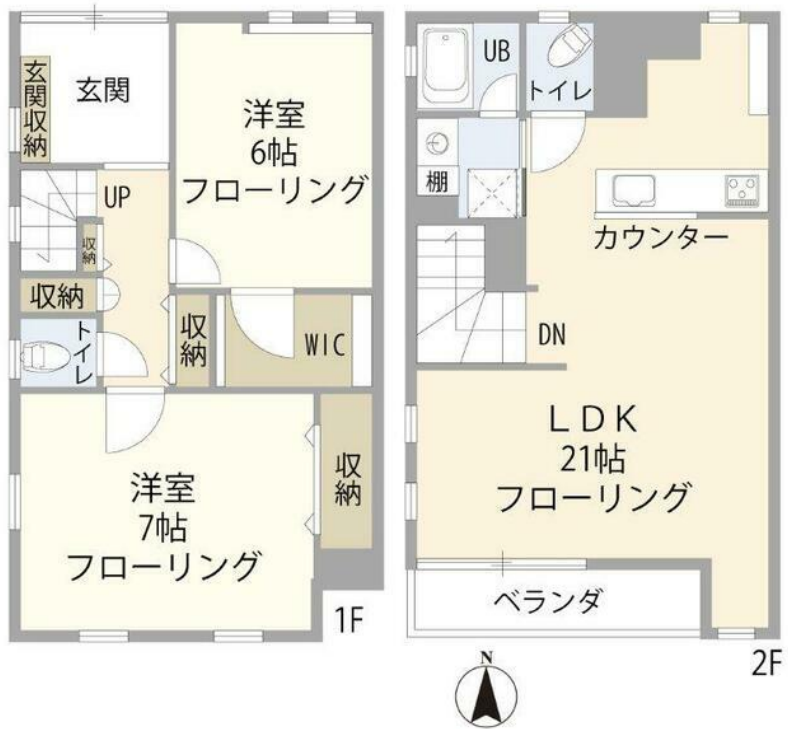 玄関収納
玄関
洋室
6帖
フローリング
UP
収納
収納
トイレ
収納
WIC
洋室
7帖
フローリング
収納
1F
UB
トイレ
棚
カウンター
DN
LDK
21帖
フローリング
ベランダ
2F
N